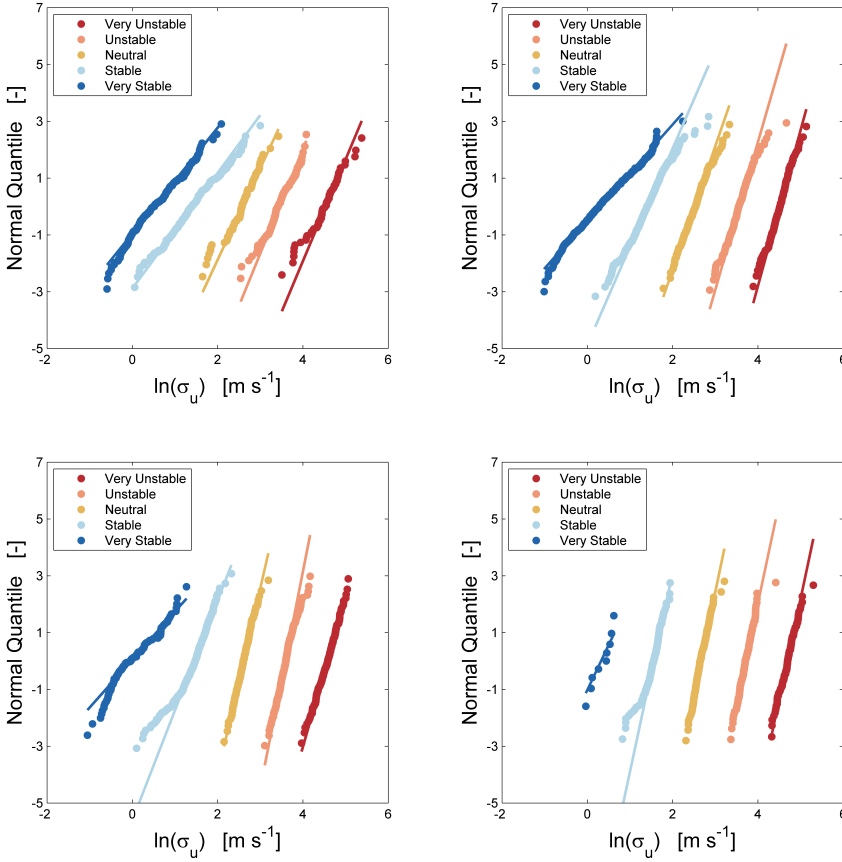 7
5
3
1
-1
-3
-5
-2
0
2
4
6
Normal Quantile [-]
ln(σu) [m s-1]
Very Unstable
Unstable
Neutral
Stable
Very Stable
7
5
3
1
-1
-3
-5
-2
0
2
4
6
Normal Quantile [-]
ln(σu) [m s-1]
Very Unstable
Unstable
Neutral
Stable
Very Stable
7
5
3
1
-1
-3
-5
-2
0
2
4
6
Normal Quantile [-]
ln(σu) [m s-1]
Very Unstable
Unstable
Neutral
Stable
Very Stable
7
5
3
1
-1
-3
-5
-2
0
2
4
6
Normal Quantile [-]
ln(σu) [m s-1]
Very Unstable
Unstable
Neutral
Stable
Very Stable